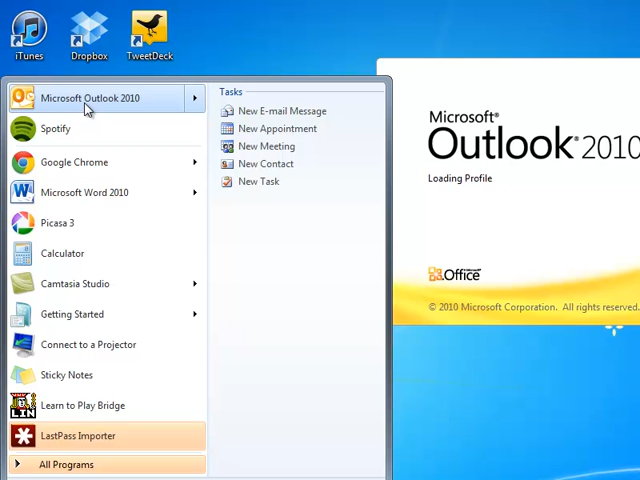 iTunes
Dropbox
TweetDeck
Microsoft Outlook 2010
Spotify
Google Chrome
Microsoft Word 2010
Picasa 3
Calculator
Camtasia Studio
Getting Started
Connect to a Projector
Sticky Notes
LIN
Learn to Play Bridge
LastPass Importer
All Programs
Tasks
New E-mail Message
New Appointment
New Meeting
New Contact
New Task
Microsoft®
Outlook® 2010
Loading Profile
Office
© 2010 Microsoft Corporation. All rights reserved.